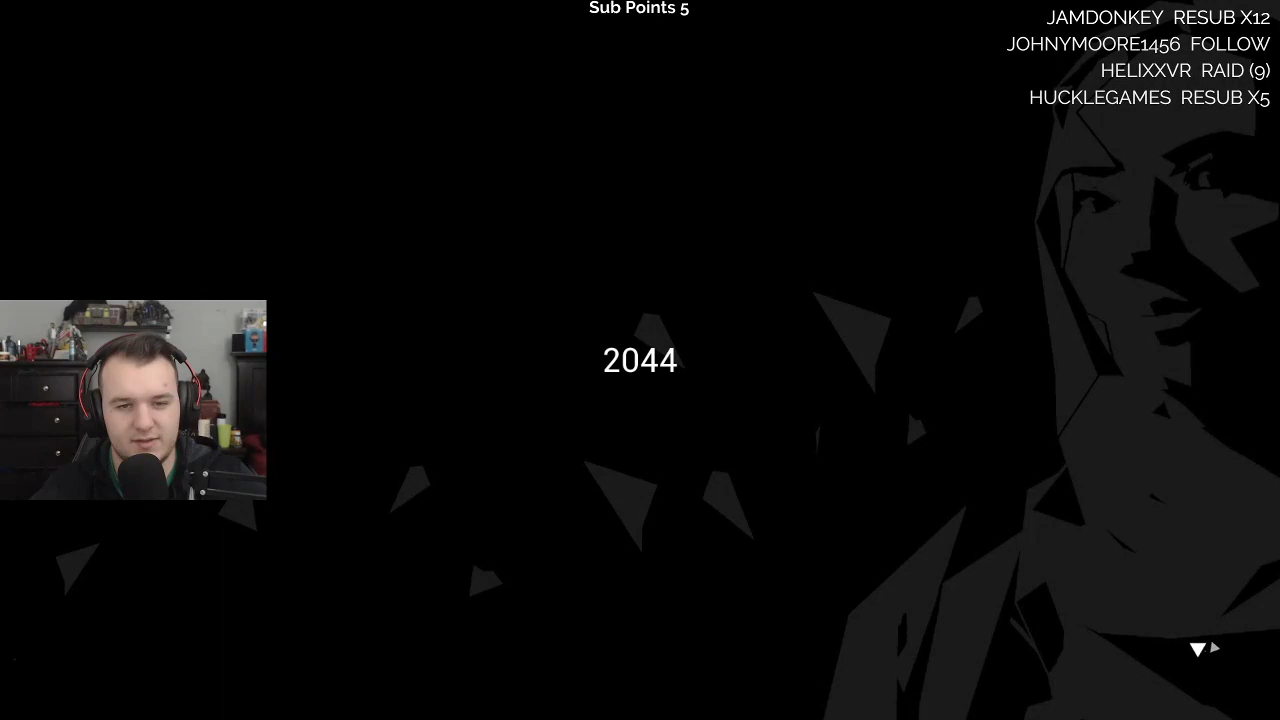 Sub Points 5
JAMDONKEY RESUB X12
JOHNYMOORE1456 FOLLOW
HELIXXVR RAID (9)
HUCKLEGAMES RESUB X5
2044